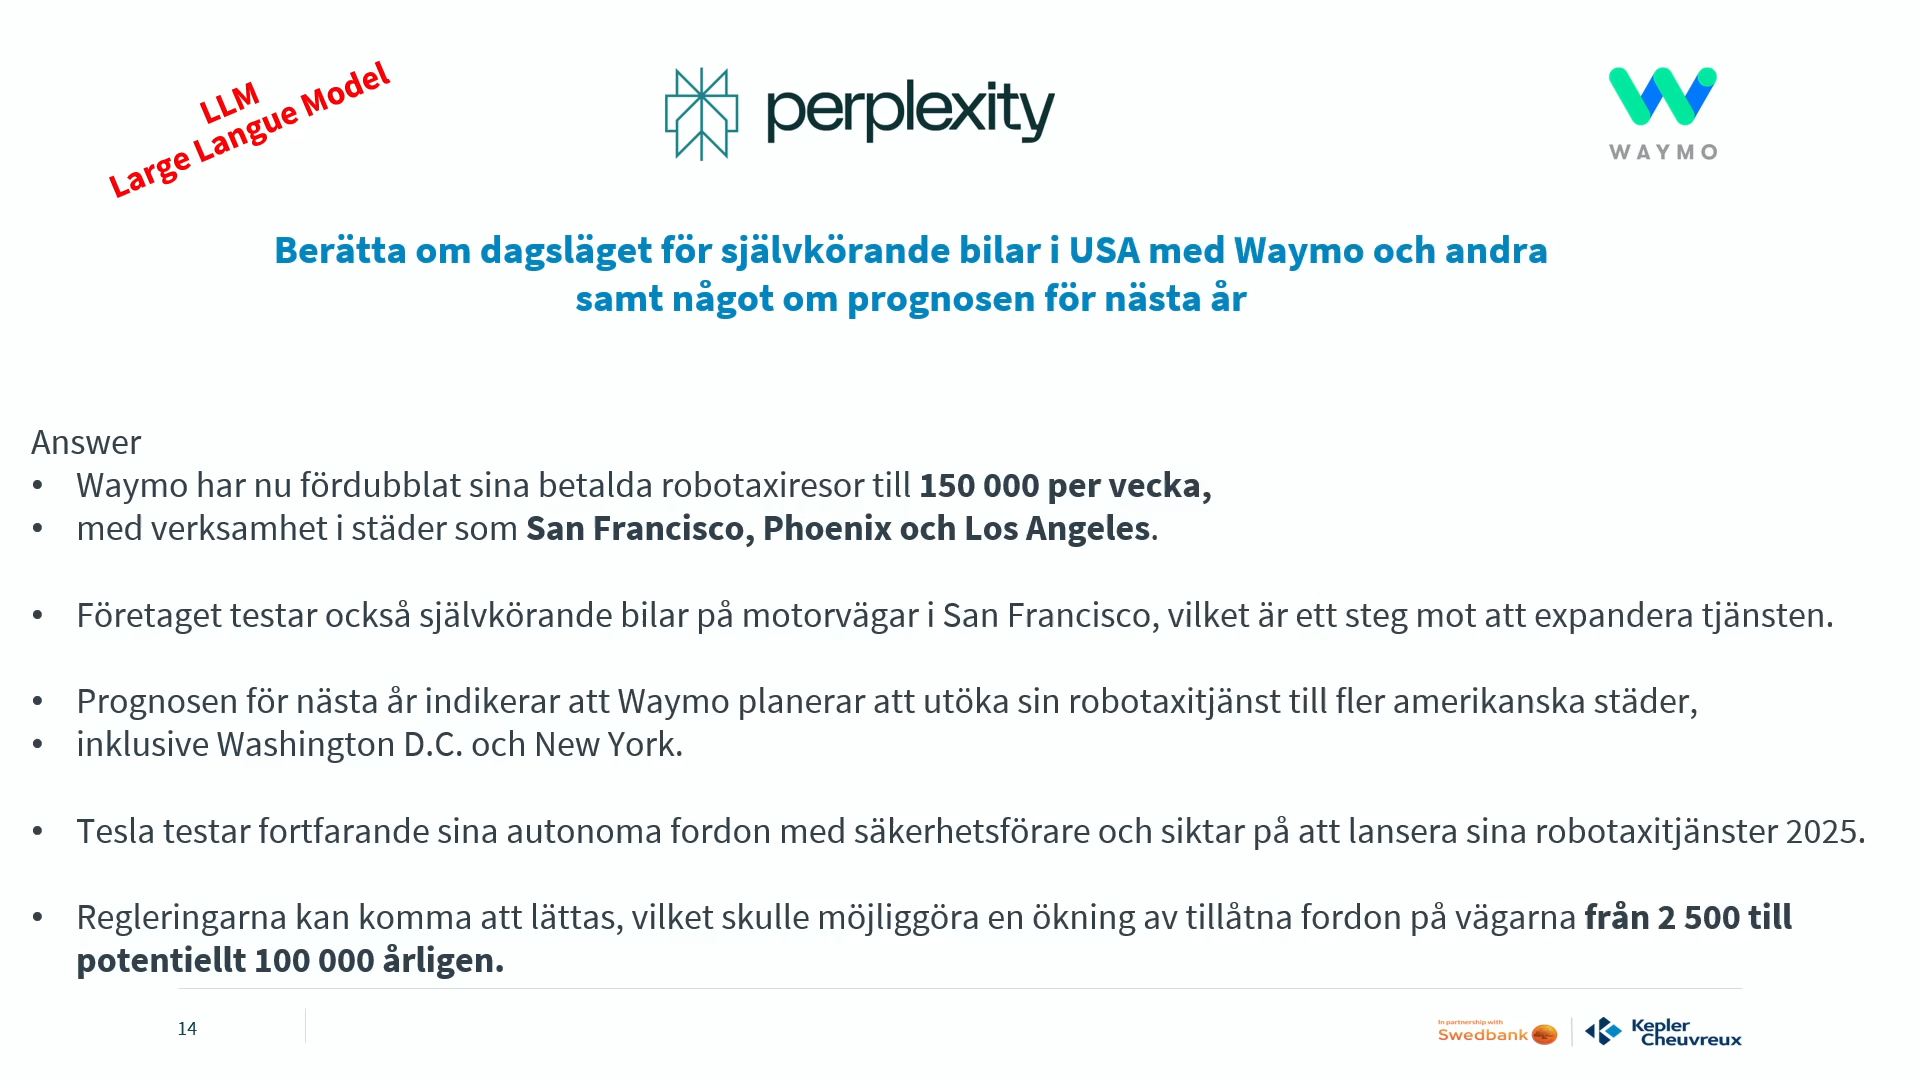 LLM
Large Langue Model
perplexity
WAYMO
Berätta om dagsläget för självkörande bilar i USA med Waymo och andra
samt något om prognosen för nästa år
Answer
• Waymo har nu fördubblat sina betalda robotaxiresor till 150 000 per vecka,
• med verksamhet i städer som San Francisco, Phoenix och Los Angeles.
• Företaget testar också självkörande bilar på motorvägar i San Francisco, vilket är ett steg mot att expandera tjänsten.
• Prognosen för nästa år indikerar att Waymo planerar att utöka sin robotaxitjänst till fler amerikanska städer,
• inklusive Washington D.C. och New York.
• Tesla testar fortfarande sina autonoma fordon med säkerhetsförare och siktar på att lansera sina robotaxitjänster 2025.
• Regleringarna kan komma att lättas, vilket skulle möjliggöra en ökning av tillåtna fordon på vägarna från 2 500 till
potentiellt 100 000 årligen.
14
In partnership with
Swedbank
Kepler
Cheuvreux